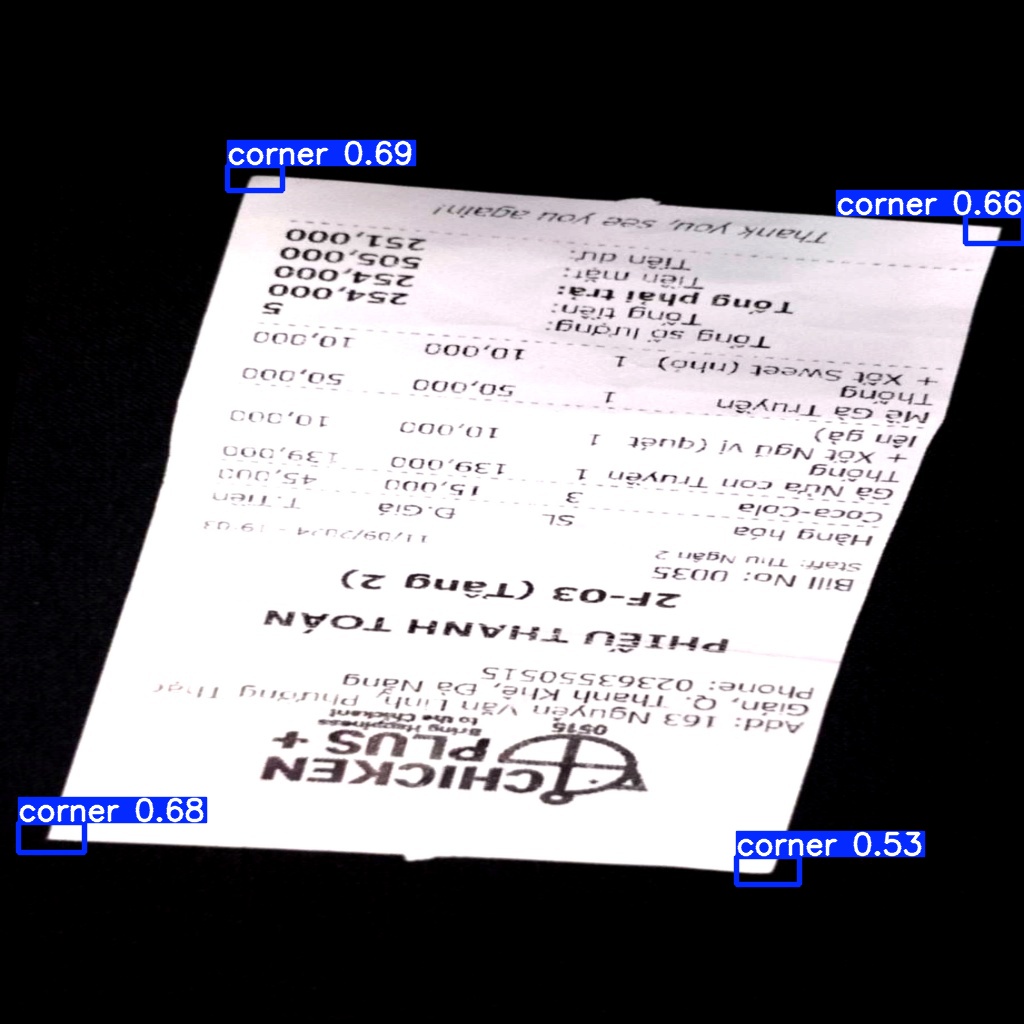 CHICKEN
PLUS +
Bring Happiness
to the Chicken!
0515
Add: 163 Nguyễn Văn Linh, Phường Thạc
Gián, Q. Thanh Khê, Đà Nẵng
Phone: 02363550515
PHIẾU THANH TOÁN
2F-03 (Tầng 2)
Bill No: 0035
Staff: Thu Ngân 2
11/09/2024 - 19:03
Hàng hóa SL Đ.Giá T.Tiền
Coca-Cola 3 15,000 45,000
Gà Nửa con Truyền 1 139,000 139,000
Thống
+ Xốt Ngũ vị (quét 1 10,000 10,000
lên gà)
Mề Gà Truyền 1 50,000 50,000
Thống
+ Xốt Sweet (nhỏ) 1 10,000 10,000
Tổng số lượng: 5
Tổng tiền: 254,000
Tổng phải trả: 254,000
Tiền mặt: 505,000
Tiền dư: 251,000
Thank you, see you again!
corner 0.69
corner 0.66
corner 0.68
corner 0.53